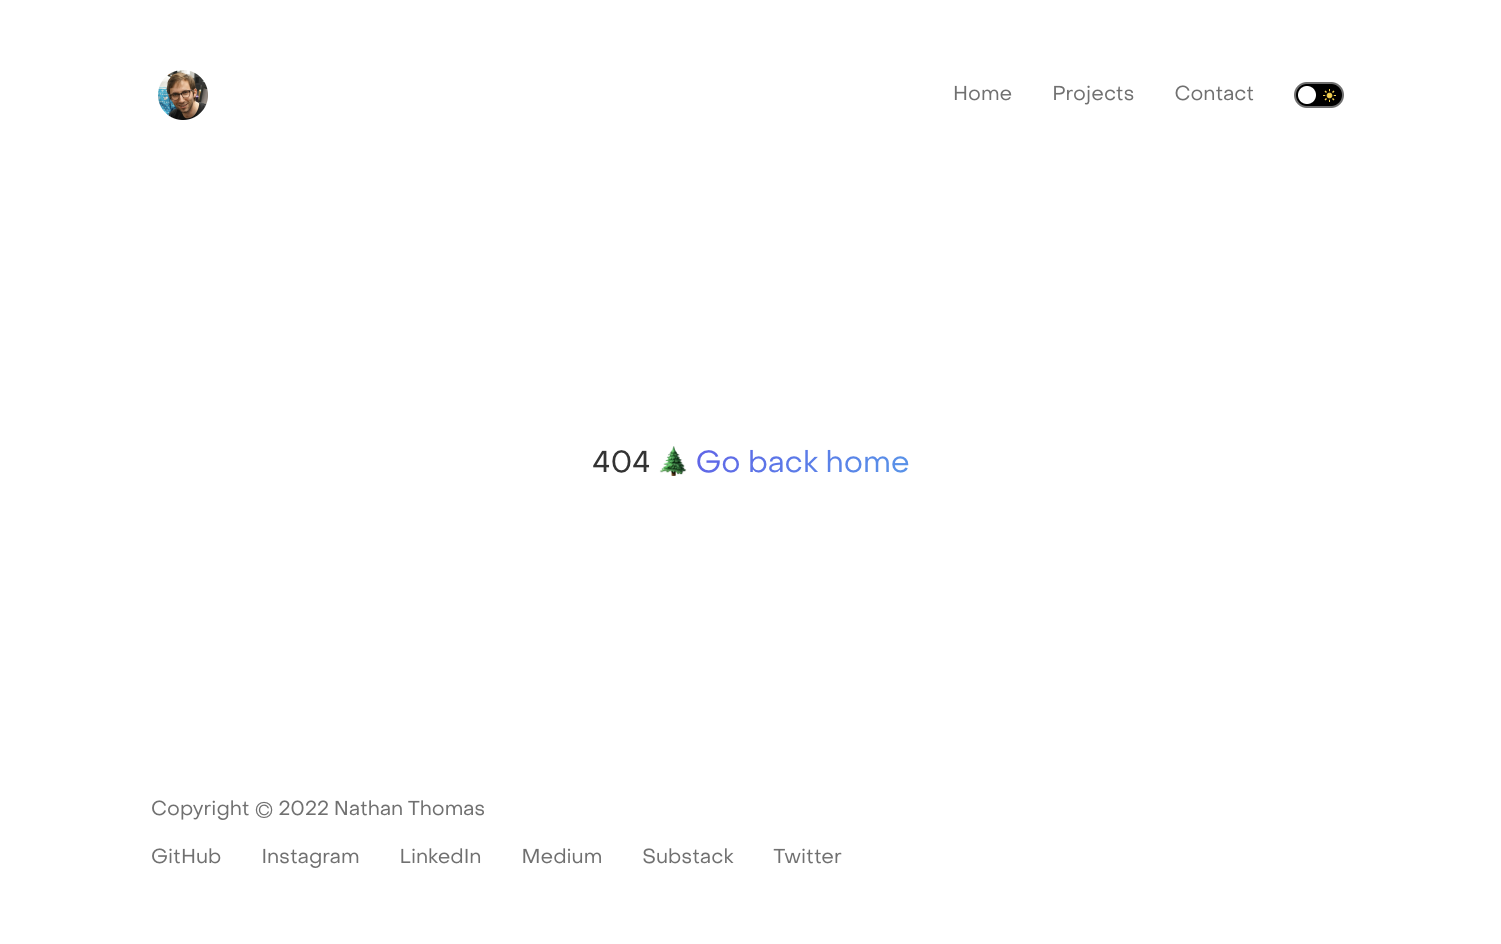 Home Projects Contact
404 🌲 Go back home
Copyright © 2022 Nathan Thomas
GitHub Instagram LinkedIn Medium Substack Twitter